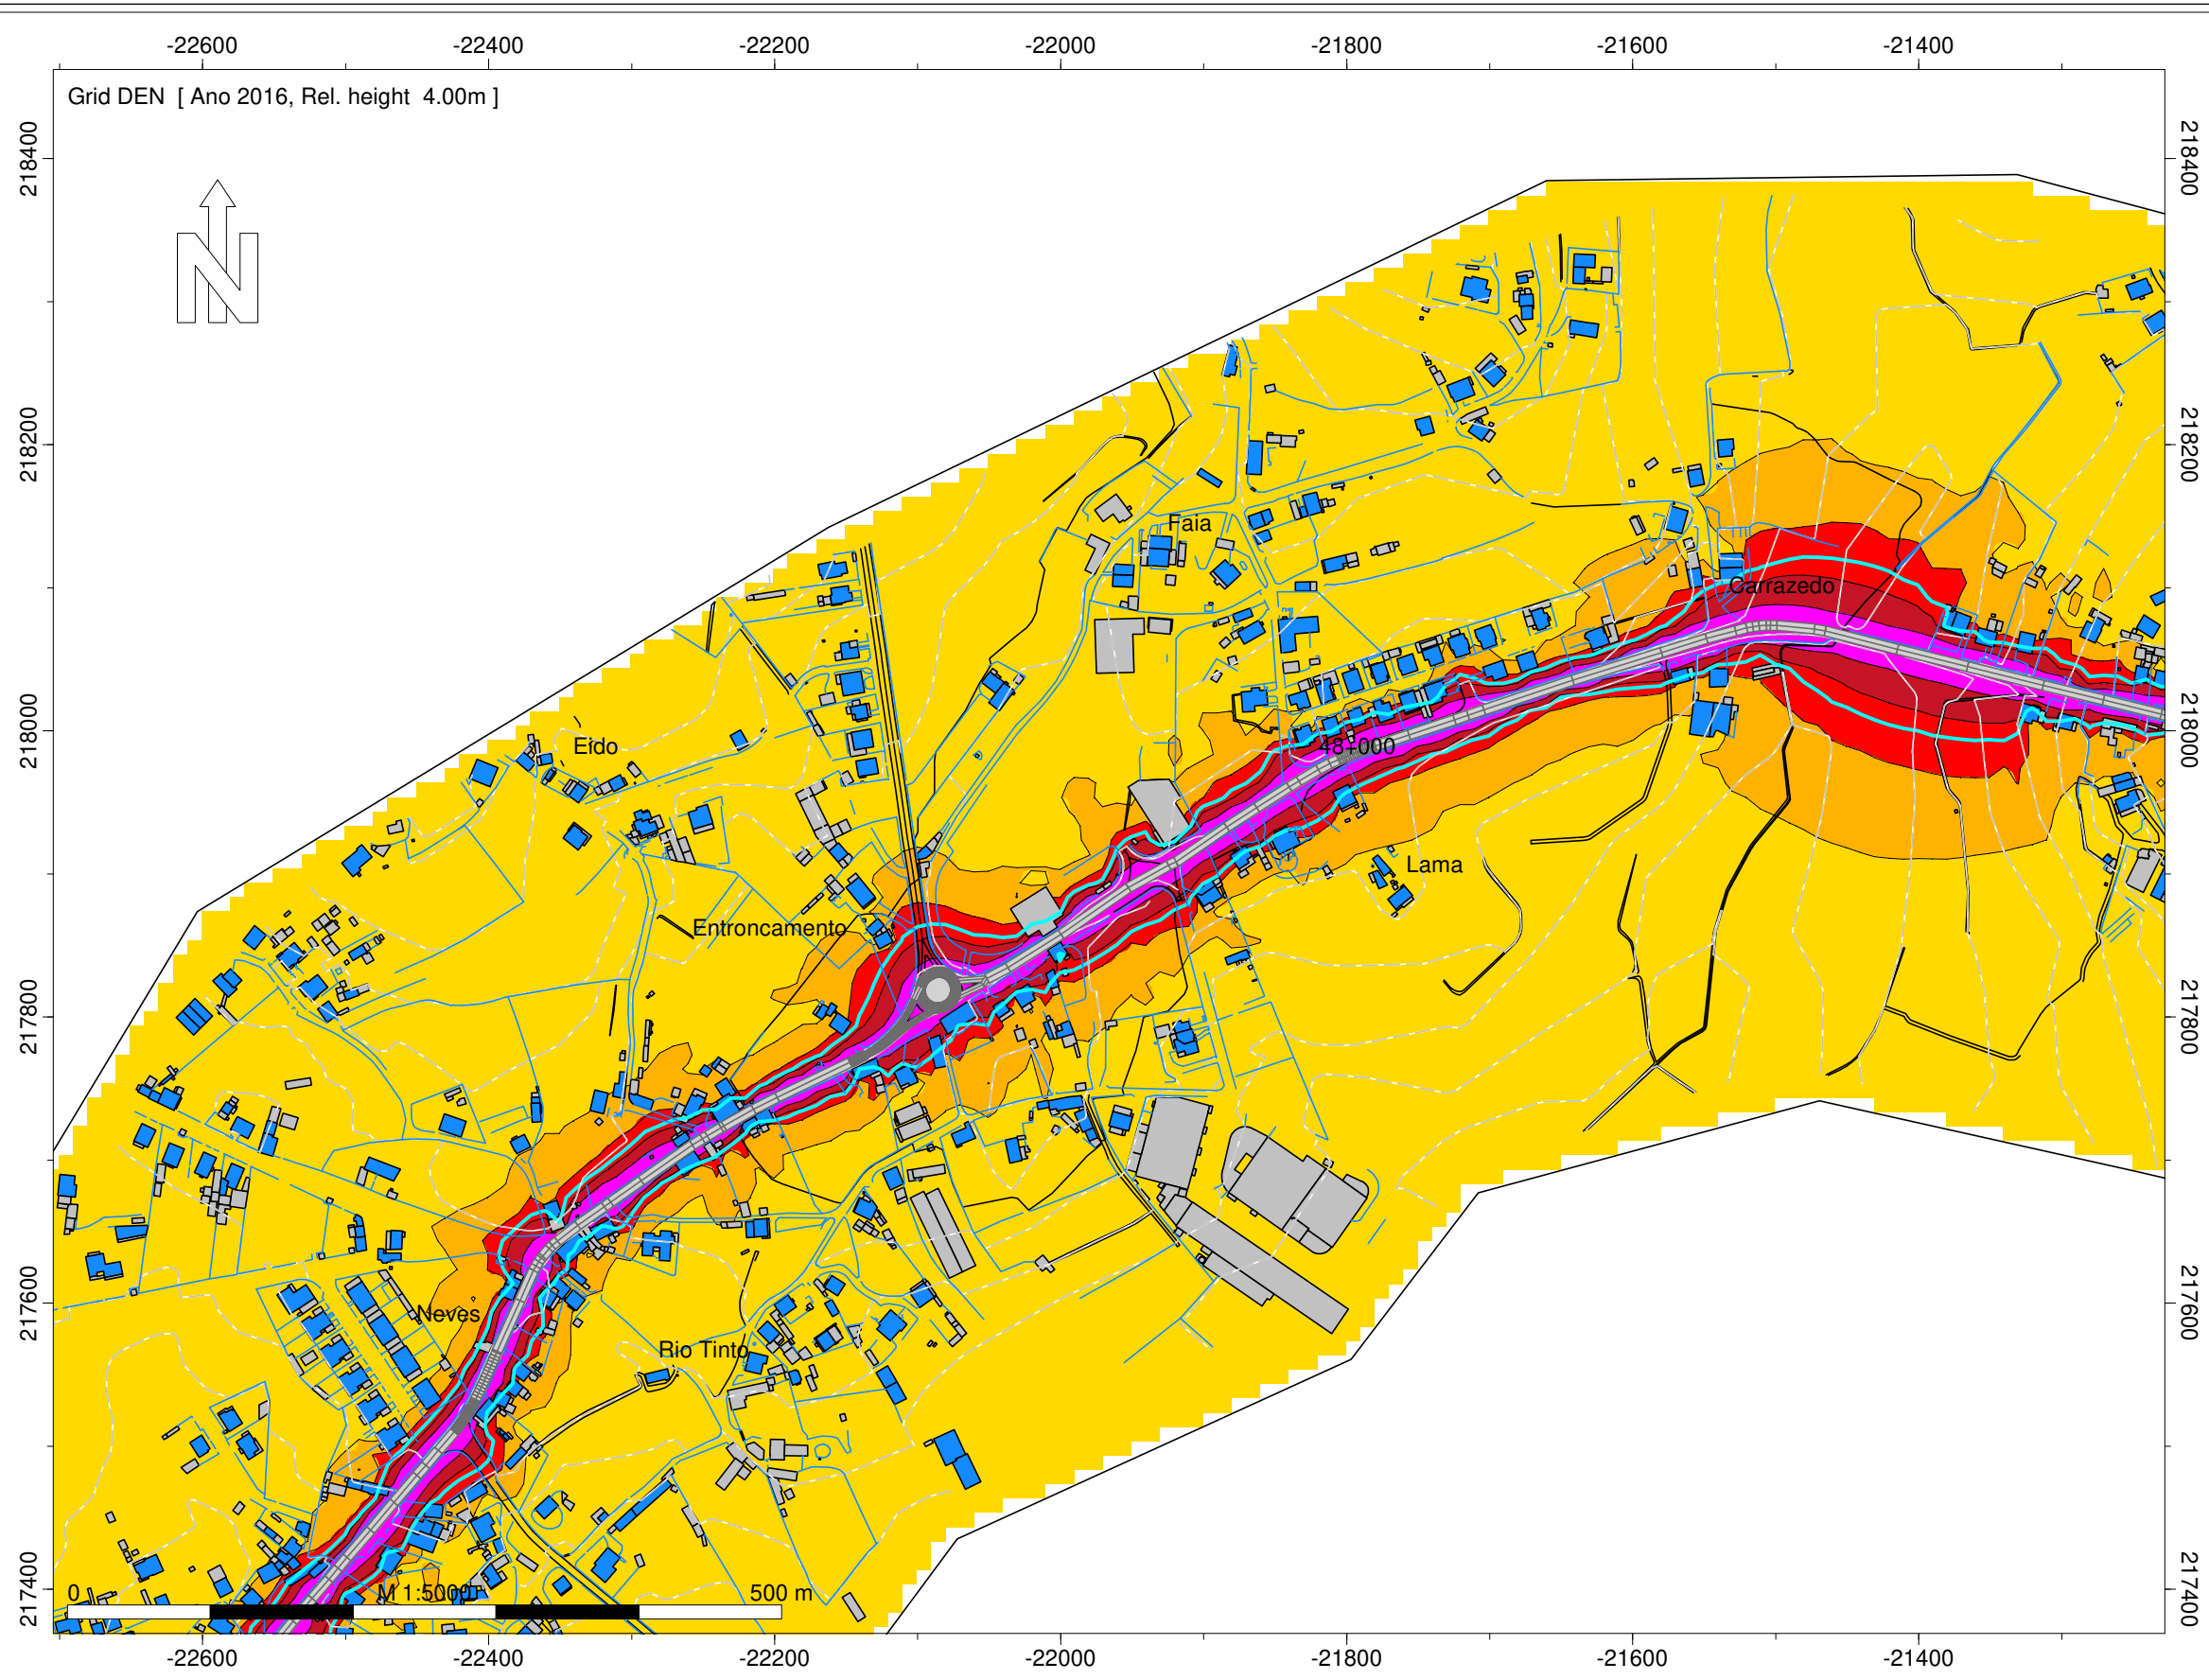 -22600 -22400 -22200 -22000 -21800 -21600 -21400
Grid DEN [ Ano 2016, Rel. height 4.00m ]
218400 218400
N
218200 218200
Faia
Carrazedo
218000 218000
Eido
48+000
Lama
Entroncamento
217800 217800
217600 217600
Neves
Rio Tinto
217400 217400
0 M 1:5000 500 m
-22600 -22400 -22200 -22000 -21800 -21600 -21400